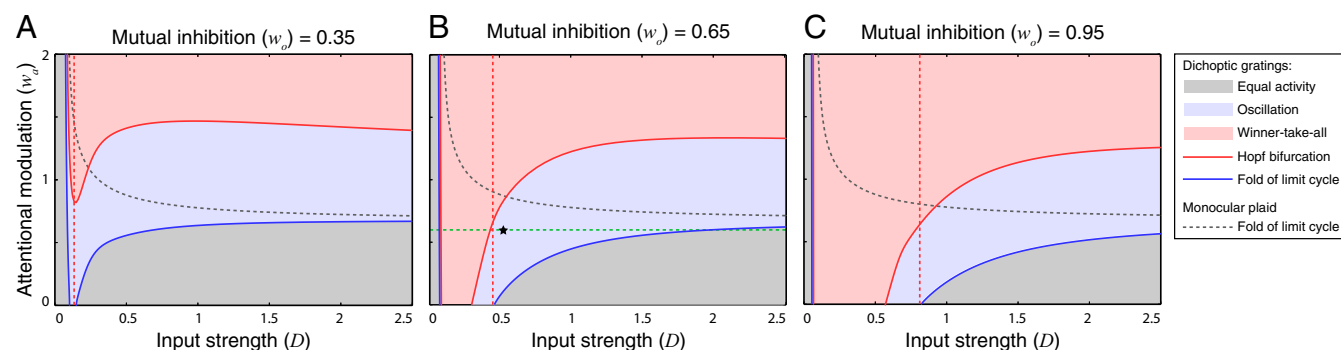 A
Mutual inhibition (wₒ) = 0.35
B
Mutual inhibition (wₒ) = 0.65
C
Mutual inhibition (wₒ) = 0.95
Attentional modulation (wₐ)
2
1
0
0 0.5 1 1.5 2 2.5
Input strength (D)
0 0.5 1 1.5 2 2.5
Input strength (D)
0 0.5 1 1.5 2 2.5
Input strength (D)
Dichoptic gratings:
Equal activity
Oscillation
Winner-take-all
Hopf bifurcation
Fold of limit cycle
Monocular plaid
Fold of limit cycle